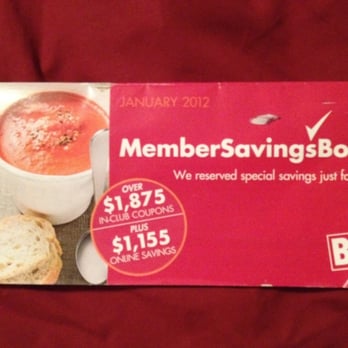 JANUARY 2012
MemberSavingsBo
We reserved special savings just fo
OVER
$1,875
IN-CLUB COUPONS
PLUS
$1,155
ONLINE SAVINGS
B